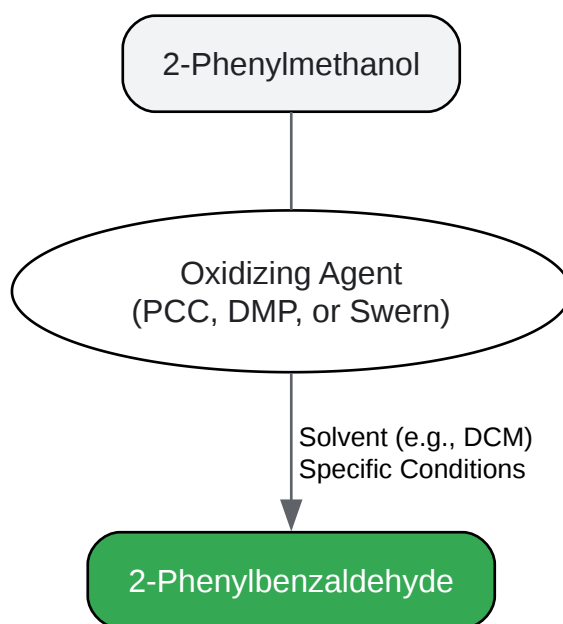 2-Phenylmethanol
Oxidizing Agent
(PCC, DMP, or Swern)
Solvent (e.g., DCM)
Specific Conditions
2-Phenylbenzaldehyde